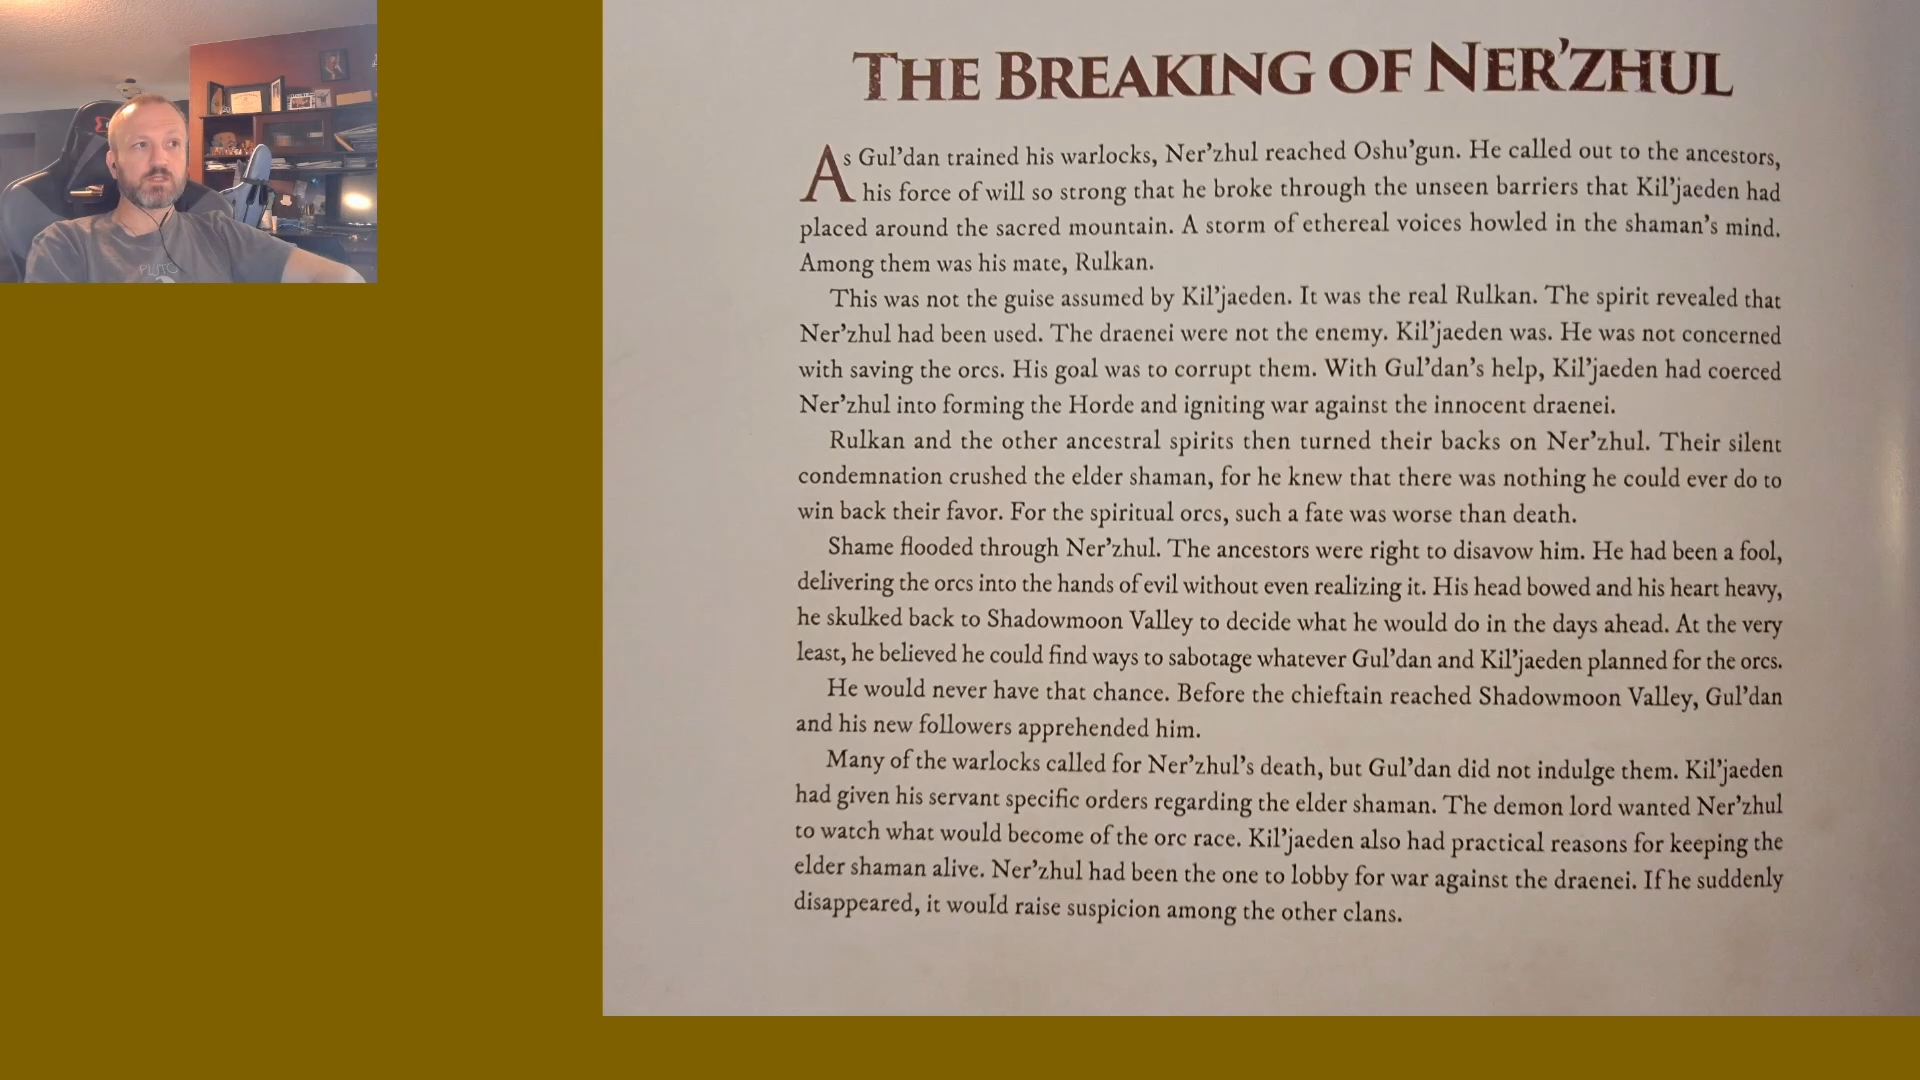 THE BREAKING OF NER'ZHUL
As Gul'dan trained his warlocks, Ner'zhul reached Oshu'gun. He called out to the ancestors,
his force of will so strong that he broke through the unseen barriers that Kil'jaeden had
placed around the sacred mountain. A storm of ethereal voices howled in the shaman's mind.
Among them was his mate, Rulkan.
This was not the guise assumed by Kil'jaeden. It was the real Rulkan. The spirit revealed that
Ner'zhul had been used. The draenei were not the enemy. Kil'jaeden was. He was not concerned
with saving the orcs. His goal was to corrupt them. With Gul'dan's help, Kil'jaeden had coerced
Ner'zhul into forming the Horde and igniting war against the innocent draenei.
Rulkan and the other ancestral spirits then turned their backs on Ner'zhul. Their silent
condemnation crushed the elder shaman, for he knew that there was nothing he could ever do to
win back their favor. For the spiritual orcs, such a fate was worse than death.
Shame flooded through Ner'zhul. The ancestors were right to disavow him. He had been a fool,
delivering the orcs into the hands of evil without even realizing it. His head bowed and his heart heavy,
he skulked back to Shadowmoon Valley to decide what he would do in the days ahead. At the very
least, he believed he could find ways to sabotage whatever Gul'dan and Kil'jaeden planned for the orcs.
He would never have that chance. Before the chieftain reached Shadowmoon Valley, Gul'dan
and his new followers apprehended him.
Many of the warlocks called for Ner'zhul's death, but Gul'dan did not indulge them. Kil'jaeden
had given his servant specific orders regarding the elder shaman. The demon lord wanted Ner'zhul
to watch what would become of the orc race. Kil'jaeden also had practical reasons for keeping the
elder shaman alive. Ner'zhul had been the one to lobby for war against the draenei. If he suddenly
disappeared, it would raise suspicion among the other clans.
PLUTO